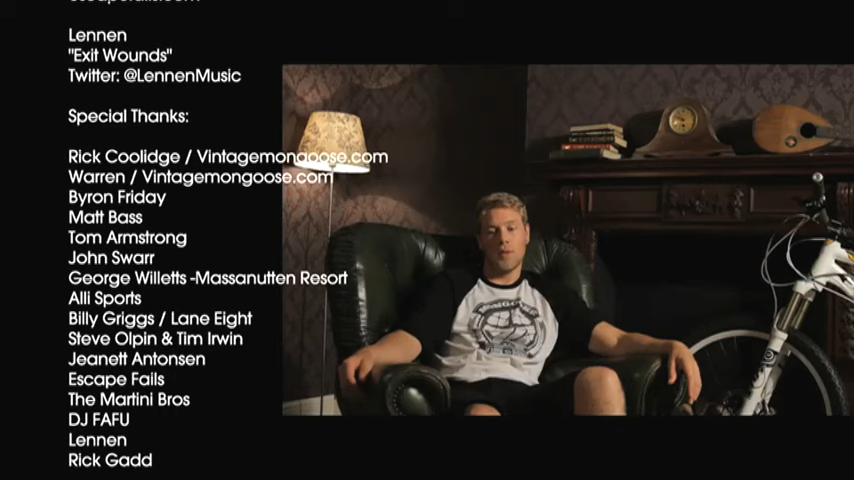 Lennen
"Exit Wounds"
Twitter: @LennenMusic
Special Thanks:
Rick Coolidge / Vintagemongoose.com
Warren / Vintagemongoose.com
Byron Friday
Matt Bass
Tom Armstrong
John Swarr
George Willetts -Massanutten Resort
Alli Sports
Billy Griggs / Lane Eight
Steve Olpin & Tim Irwin
Jeanett Antonsen
Escape Fails
The Martini Bros
DJ FAFU
Lennen
Rick Gadd